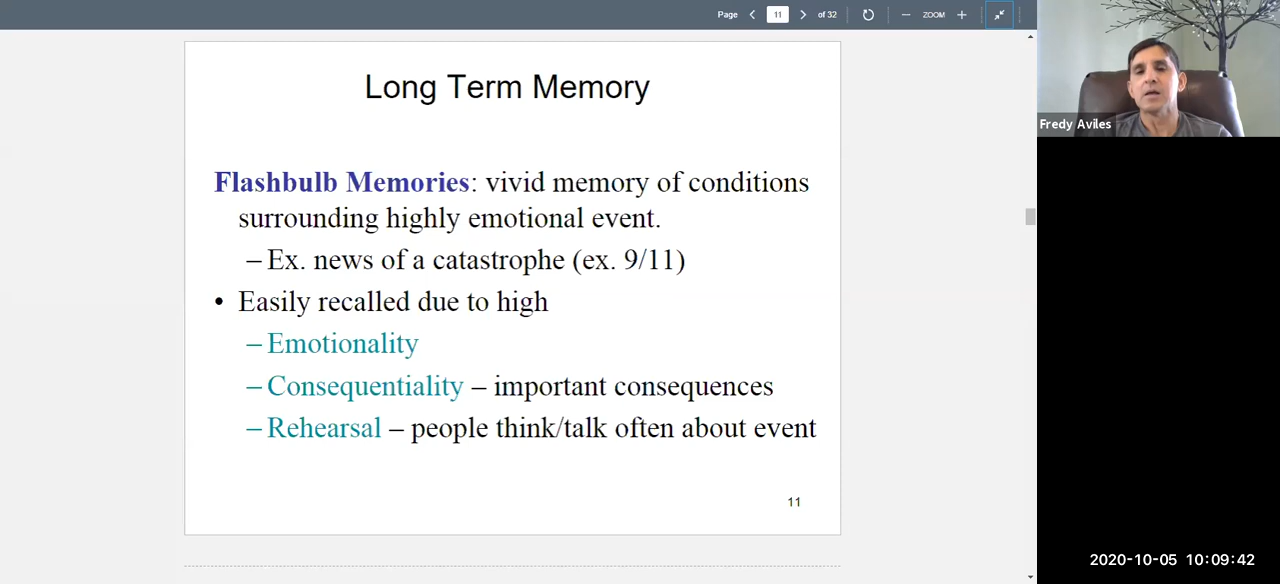 Page 11 of 32 ZOOM
Long Term Memory
Flashbulb Memories: vivid memory of conditions
surrounding highly emotional event.
– Ex. news of a catastrophe (ex. 9/11)
• Easily recalled due to high
– Emotionality
– Consequentiality – important consequences
– Rehearsal – people think/talk often about event
11
Fredy Aviles
2020-10-05 10:09:42